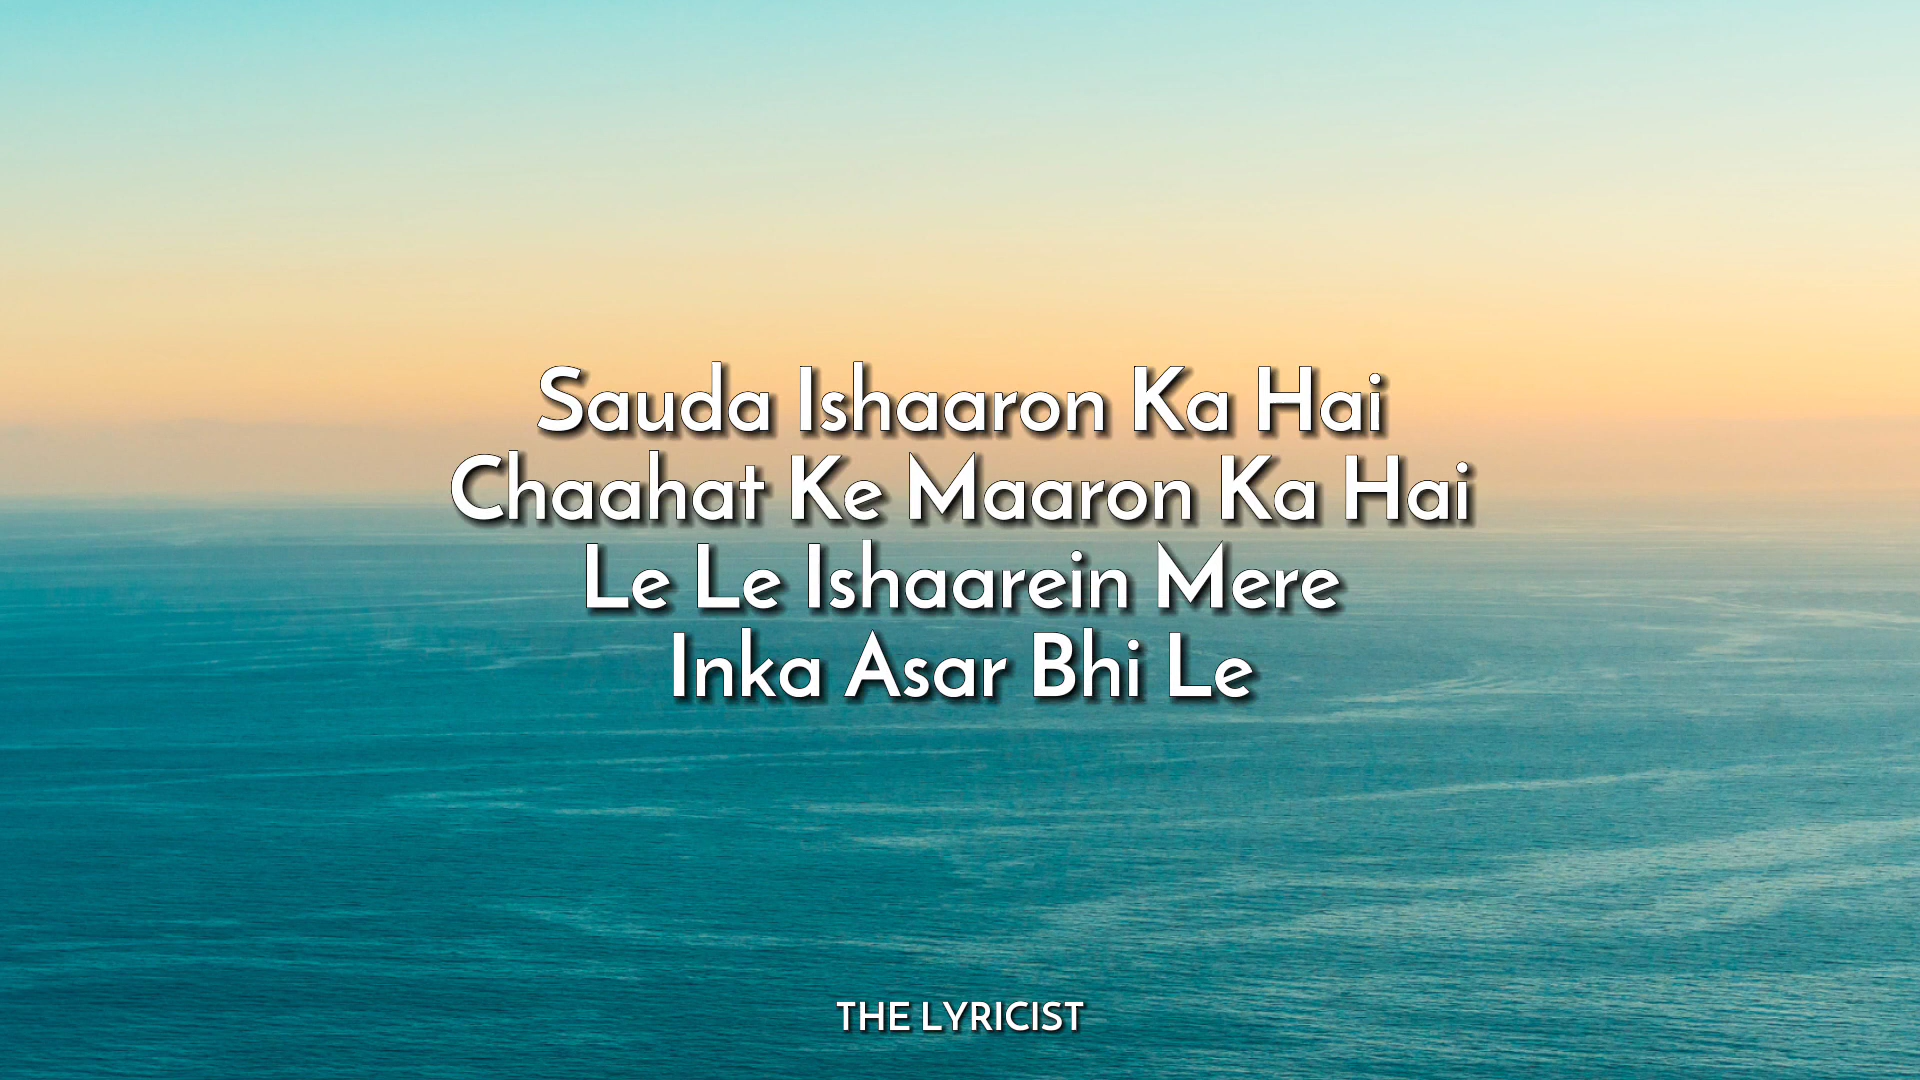 Sauda Ishaaron Ka Hai
Chaahat Ke Maaron Ka Hai
Le Le Ishaarein Mere
Inka Asar Bhi Le
THE LYRICIST